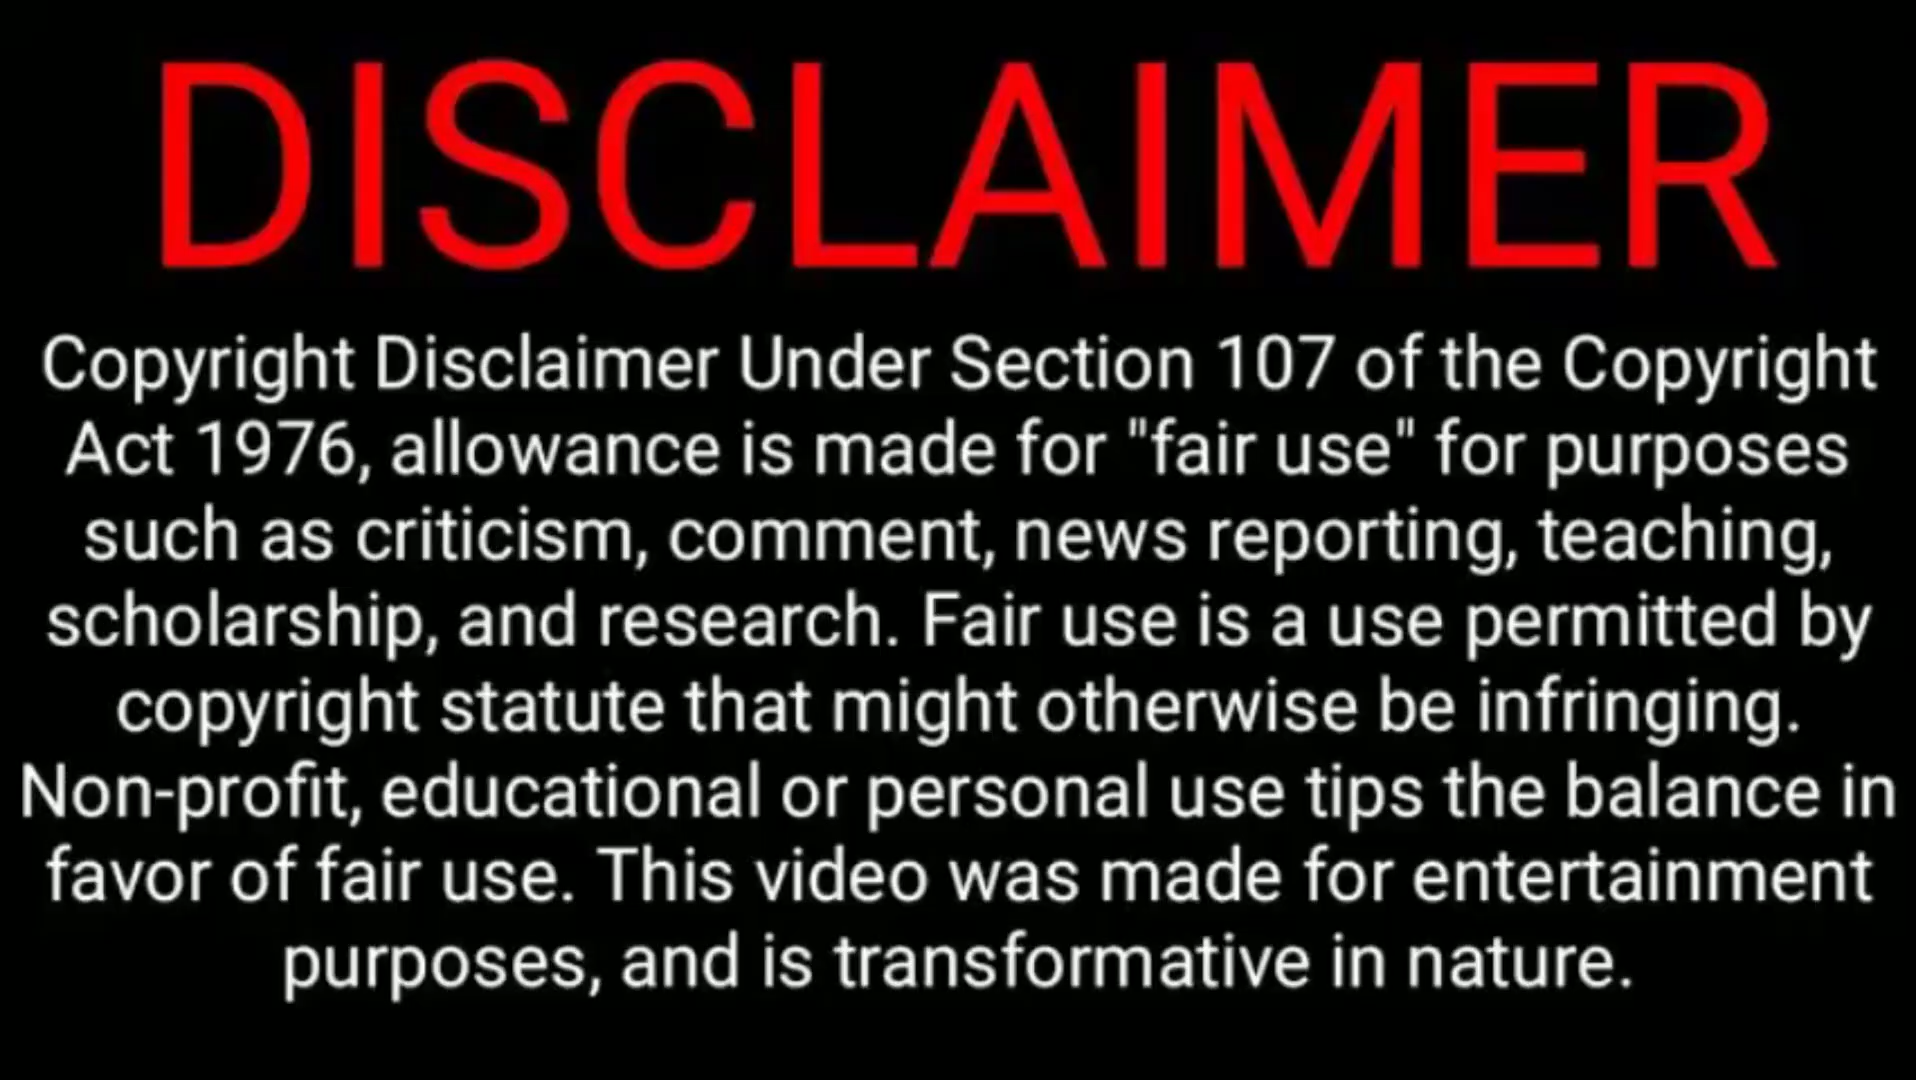 DISCLAIMER
Copyright Disclaimer Under Section 107 of the Copyright
Act 1976, allowance is made for "fair use" for purposes
such as criticism, comment, news reporting, teaching,
scholarship, and research. Fair use is a use permitted by
copyright statute that might otherwise be infringing.
Non-profit, educational or personal use tips the balance in
favor of fair use. This video was made for entertainment
purposes, and is transformative in nature.